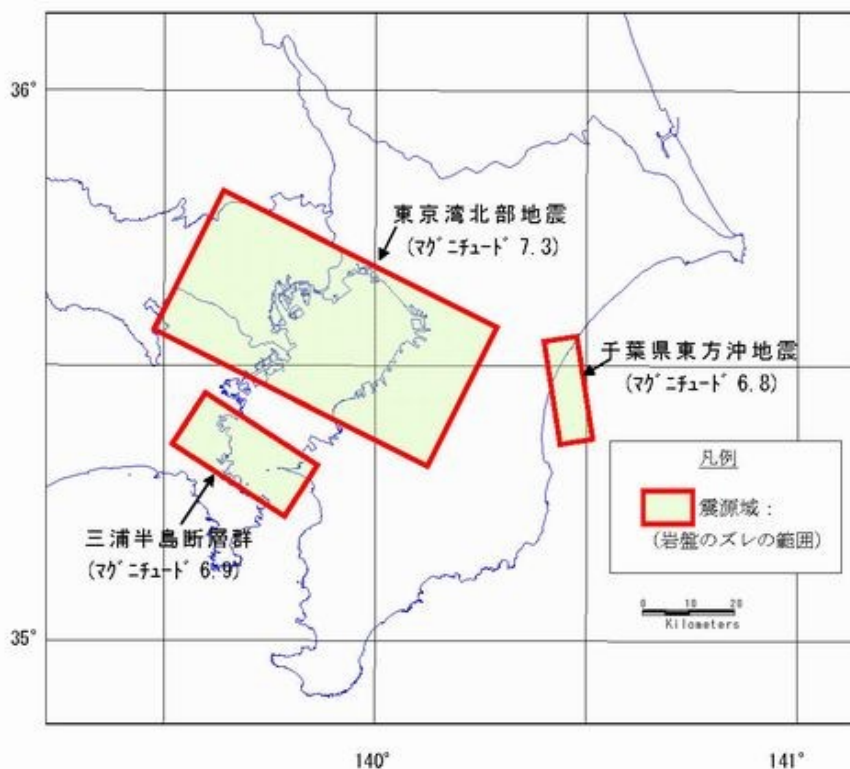 36°
東京湾北部地震
(マグニチュード 7.3)
千葉県東方沖地震
(マグニチュード 6.8)
凡例
震源域：
(岩盤のズレの範囲)
三浦半島断層群
(マグニチュード 6.9)
0 10 20
Kilometers
35°
140°
141°